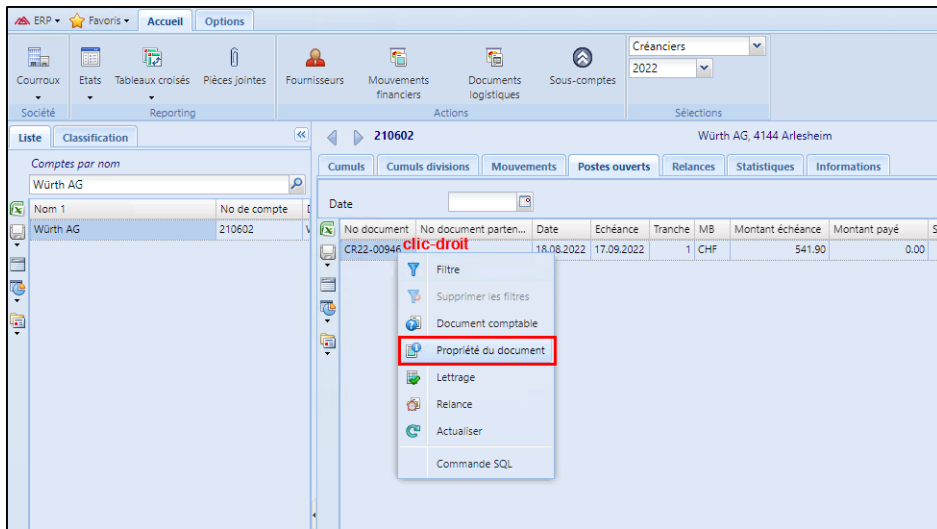 ERP Favoris Accueil Options
Créanciers
2022
Courroux Etats Tableaux croisés Pièces jointes Fournisseurs Mouvements financiers Documents logistiques Sous-comptes
Société Reporting Actions Sélections
Liste Classification
210602 Würth AG, 4144 Arlesheim
Comptes par nom
Würth AG
Cumuls Cumuls divisions Mouvements Postes ouverts Relances Statistiques Informations
Nom 1 No de compte
Würth AG 210602
Date
No document No document parten... Date Echéance Tranche MB Montant échéance Montant payé S
CR22-00946 18.08.2022 17.09.2022 1 CHF 541.90 0.00
clic-droit
Filtre
Supprimer les filtres
Document comptable
Propriété du document
Lettrage
Relance
Actualiser
Commande SQL